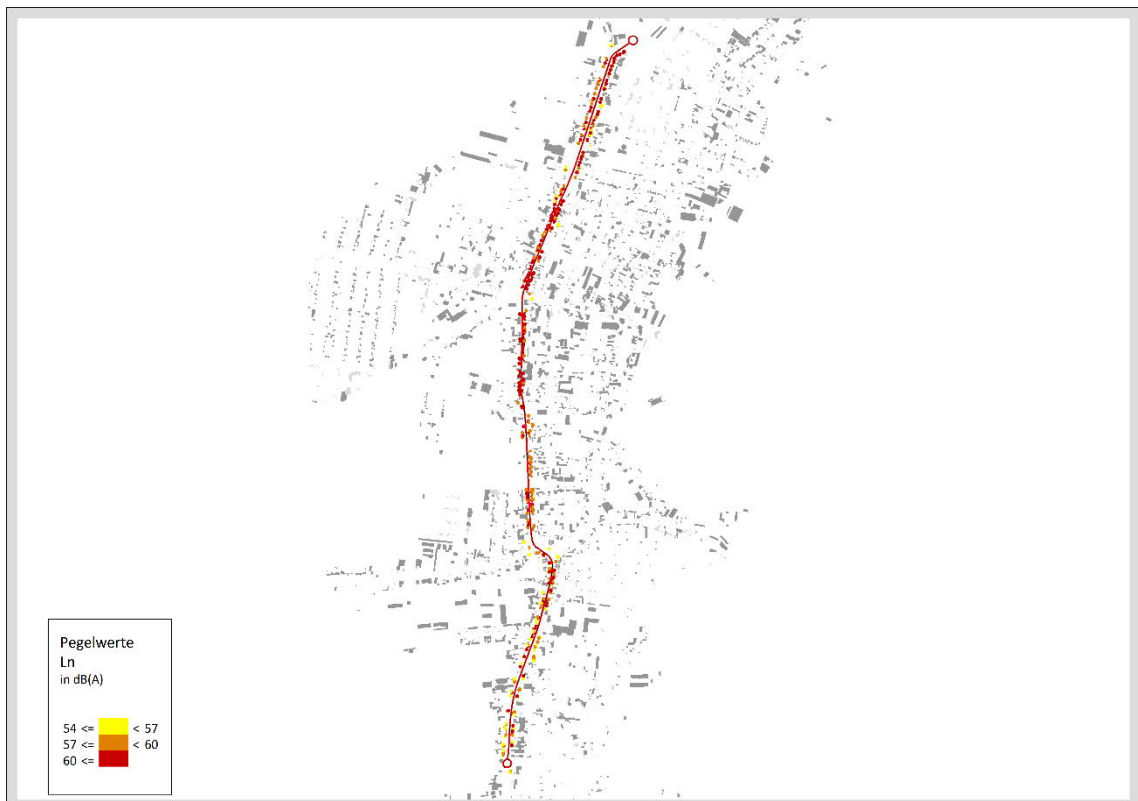 Pegelwerte
Ln
in dB(A)
54 <= < 57
57 <= < 60
60 <=